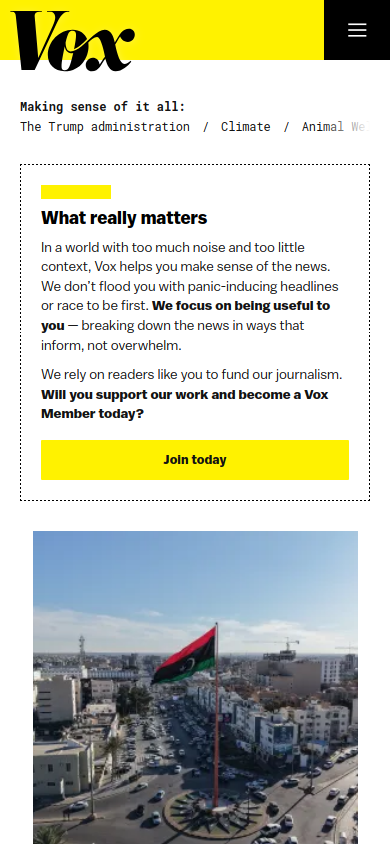 Vox
Making sense of it all:
The Trump administration / Climate / Animal We
What really matters
In a world with too much noise and too little
context, Vox helps you make sense of the news.
We don’t flood you with panic-inducing headlines
or race to be first. We focus on being useful to
you — breaking down the news in ways that
inform, not overwhelm.
We rely on readers like you to fund our journalism.
Will you support our work and become a Vox
Member today?
Join today